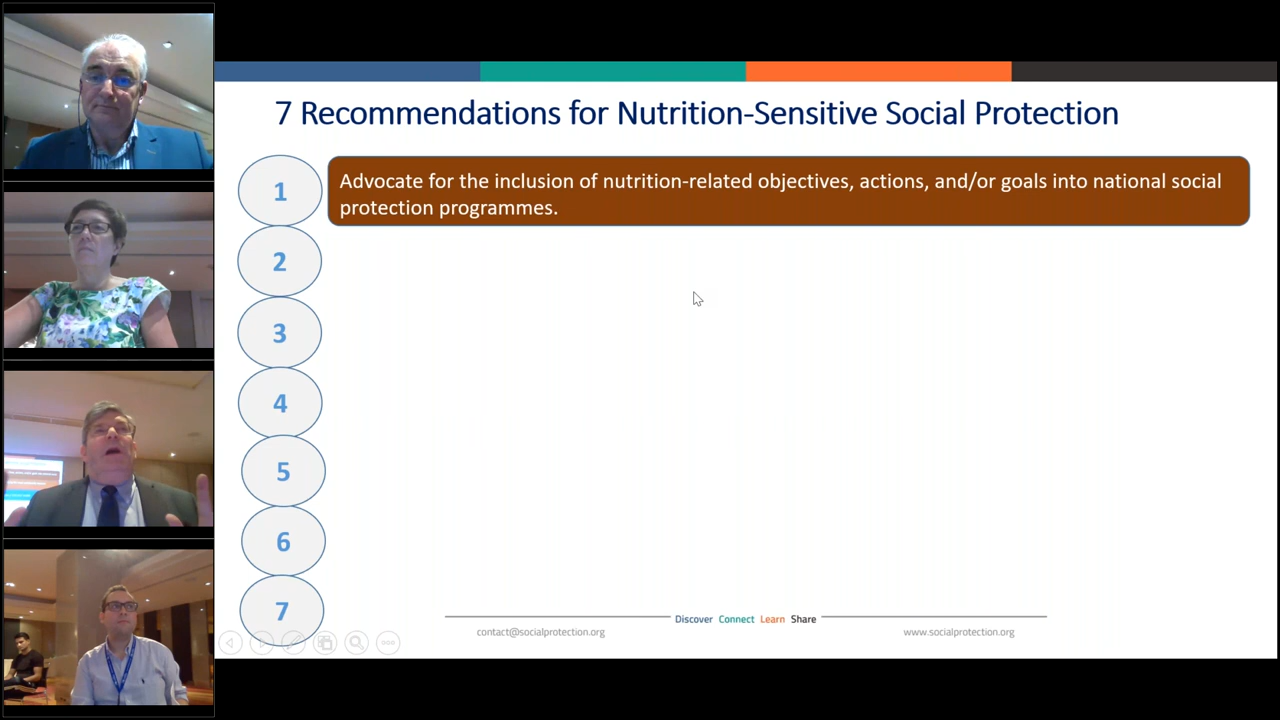 7 Recommendations for Nutrition-Sensitive Social Protection
1
Advocate for the inclusion of nutrition-related objectives, actions, and/or goals into national social
protection programmes.
2
3
4
5
6
7
Discover Connect Learn Share
contact@socialprotection.org
www.socialprotection.org